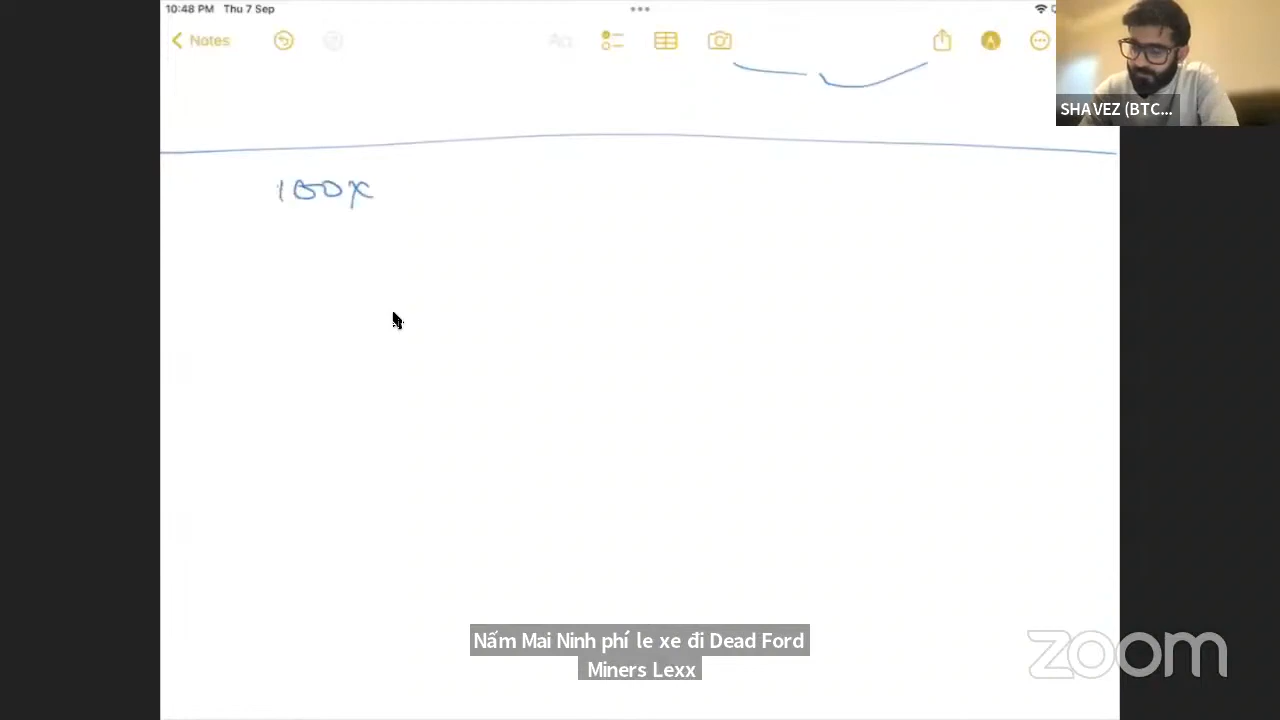 10:48 PM Thu 7 Sep
Notes
Aa
SHAVEZ (BTC...
100x
Nấm Mai Ninh phí le xe đi Dead Ford
Miners Lexx
zoom